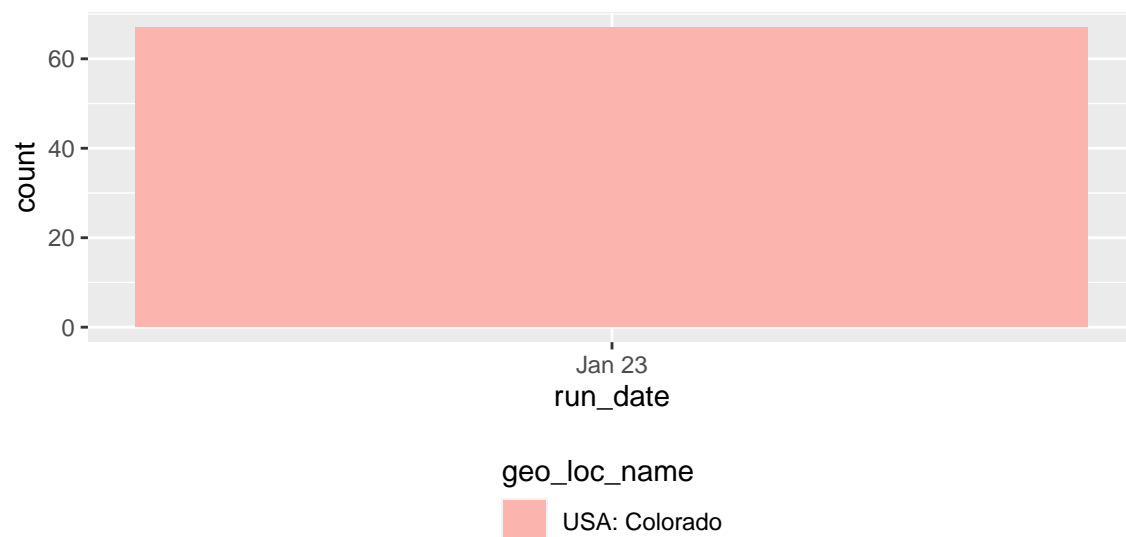 60
40
20
0
count
Jan 23
run_date
geo_loc_name
USA: Colorado